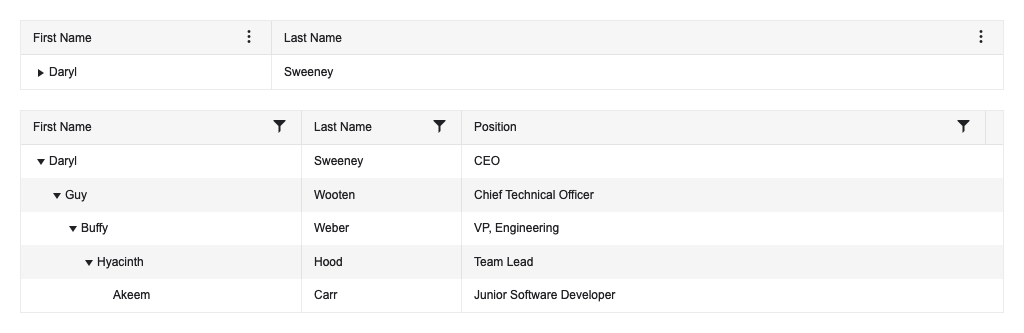 First Name Last Name
Daryl Sweeney
First Name Last Name Position
Daryl Sweeney CEO
Guy Wooten Chief Technical Officer
Buffy Weber VP, Engineering
Hyacinth Hood Team Lead
Akeem Carr Junior Software Developer